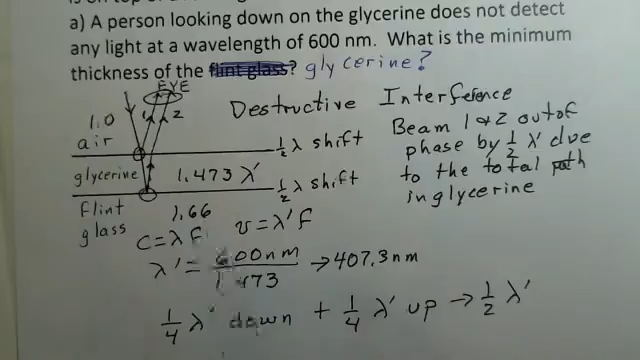 a) A person looking down on the glycerine does not detect
any light at a wavelength of 600 nm. What is the minimum
thickness of the flint glass? glycerine?
EYE
1 2
Destructive Interference
1.0
air
1/2 λ shift
Beam 1 & 2 out of
phase by 1/2 λ' due
to the total path
in glycerine
glycerine 1.473 λ'
1/2 λ shift
Flint 1.66
glass
c = λf v = λ'f
λ' = 600nm / 1.473 → 407.3 nm
1/4 λ' down + 1/4 λ' up → 1/2 λ'